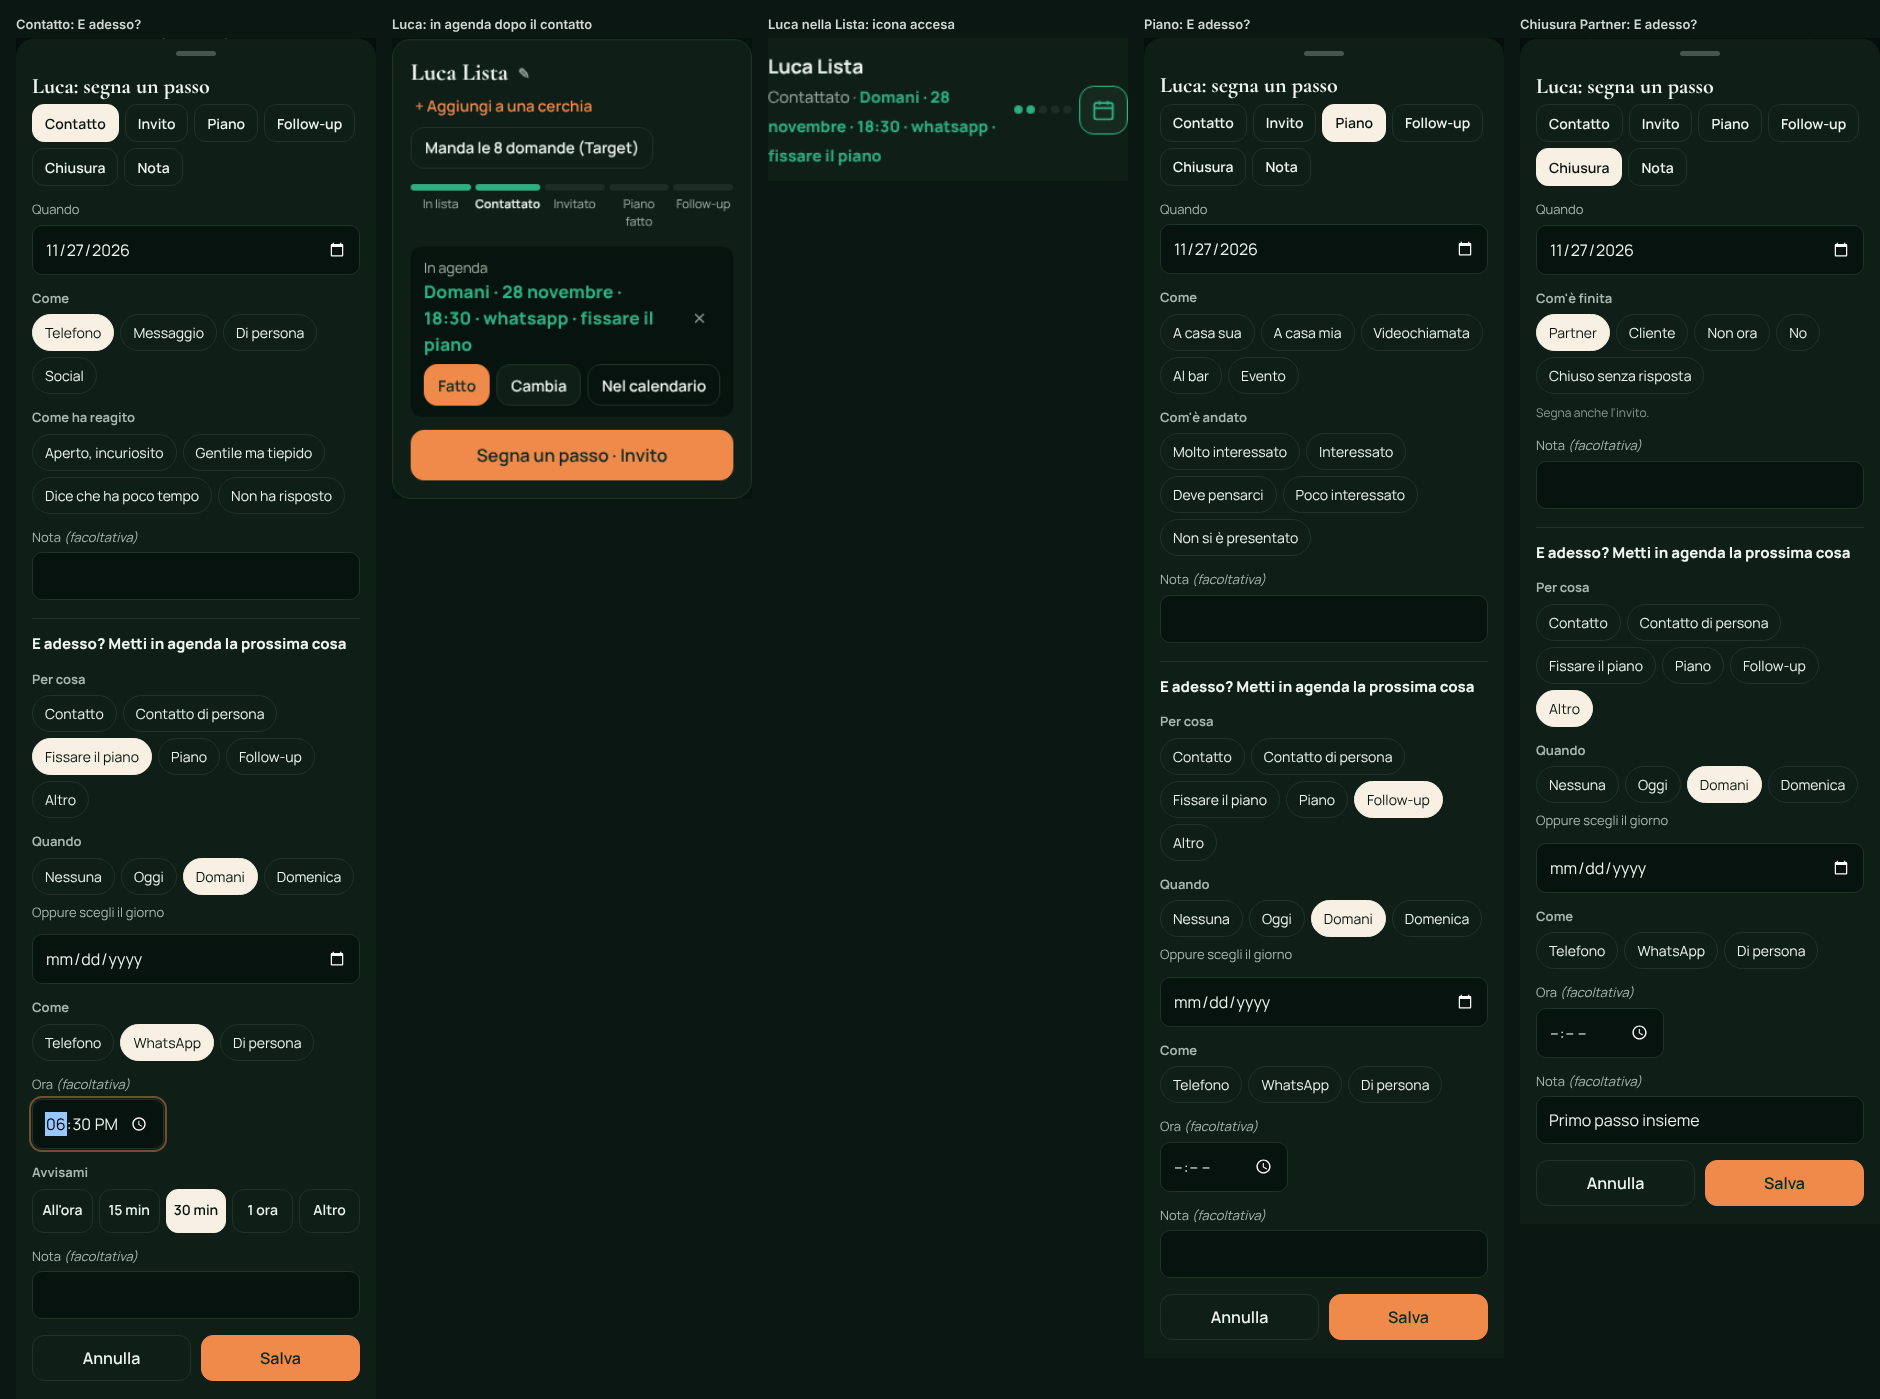 Contatto: E adesso?
Luca: segna un passo
Contatto
Invito
Piano
Follow-up
Chiusura
Nota
Quando
11/27/2026
Come
Telefono
Messaggio
Di persona
Social
Come ha reagito
Aperto, incuriosito
Gentile ma tiepido
Dice che ha poco tempo
Non ha risposto
Nota (facoltativa)
E adesso? Metti in agenda la prossima cosa
Per cosa
Contatto
Contatto di persona
Fissare il piano
Piano
Follow-up
Altro
Quando
Nessuna
Oggi
Domani
Domenica
Oppure scegli il giorno
mm/dd/yyyy
Come
Telefono
WhatsApp
Di persona
Ora (facoltativa)
06:30 PM
Avvisami
All'ora
15 min
30 min
1 ora
Altro
Nota (facoltativa)
Annulla
Salva
Luca: in agenda dopo il contatto
Luca Lista ✎
+ Aggiungi a una cerchia
Manda le 8 domande (Target)
In lista
Contattato
Invitato
Piano
fatto
Follow-up
In agenda
Domani · 28 novembre ·
18:30 · whatsapp · fissare il
piano
×
Fatto
Cambia
Nel calendario
Segna un passo · Invito
Luca nella Lista: icona accesa
Luca Lista
Contattato · Domani · 28
novembre · 18:30 · whatsapp ·
fissare il piano
Piano: E adesso?
Luca: segna un passo
Contatto
Invito
Piano
Follow-up
Chiusura
Nota
Quando
11/27/2026
Come
A casa sua
A casa mia
Videochiamata
Al bar
Evento
Com'è andato
Molto interessato
Interessato
Deve pensarci
Poco interessato
Non si è presentato
Nota (facoltativa)
E adesso? Metti in agenda la prossima cosa
Per cosa
Contatto
Contatto di persona
Fissare il piano
Piano
Follow-up
Altro
Quando
Nessuna
Oggi
Domani
Domenica
Oppure scegli il giorno
mm/dd/yyyy
Come
Telefono
WhatsApp
Di persona
Ora (facoltativa)
--:--
Nota (facoltativa)
Annulla
Salva
Chiusura Partner: E adesso?
Luca: segna un passo
Contatto
Invito
Piano
Follow-up
Chiusura
Nota
Quando
11/27/2026
Com'è finita
Partner
Cliente
Non ora
No
Chiuso senza risposta
Segna anche l'invito.
Nota (facoltativa)
E adesso? Metti in agenda la prossima cosa
Per cosa
Contatto
Contatto di persona
Fissare il piano
Piano
Follow-up
Altro
Quando
Nessuna
Oggi
Domani
Domenica
Oppure scegli il giorno
mm/dd/yyyy
Come
Telefono
WhatsApp
Di persona
Ora (facoltativa)
--:--
Nota (facoltativa)
Primo passo insieme
Annulla
Salva